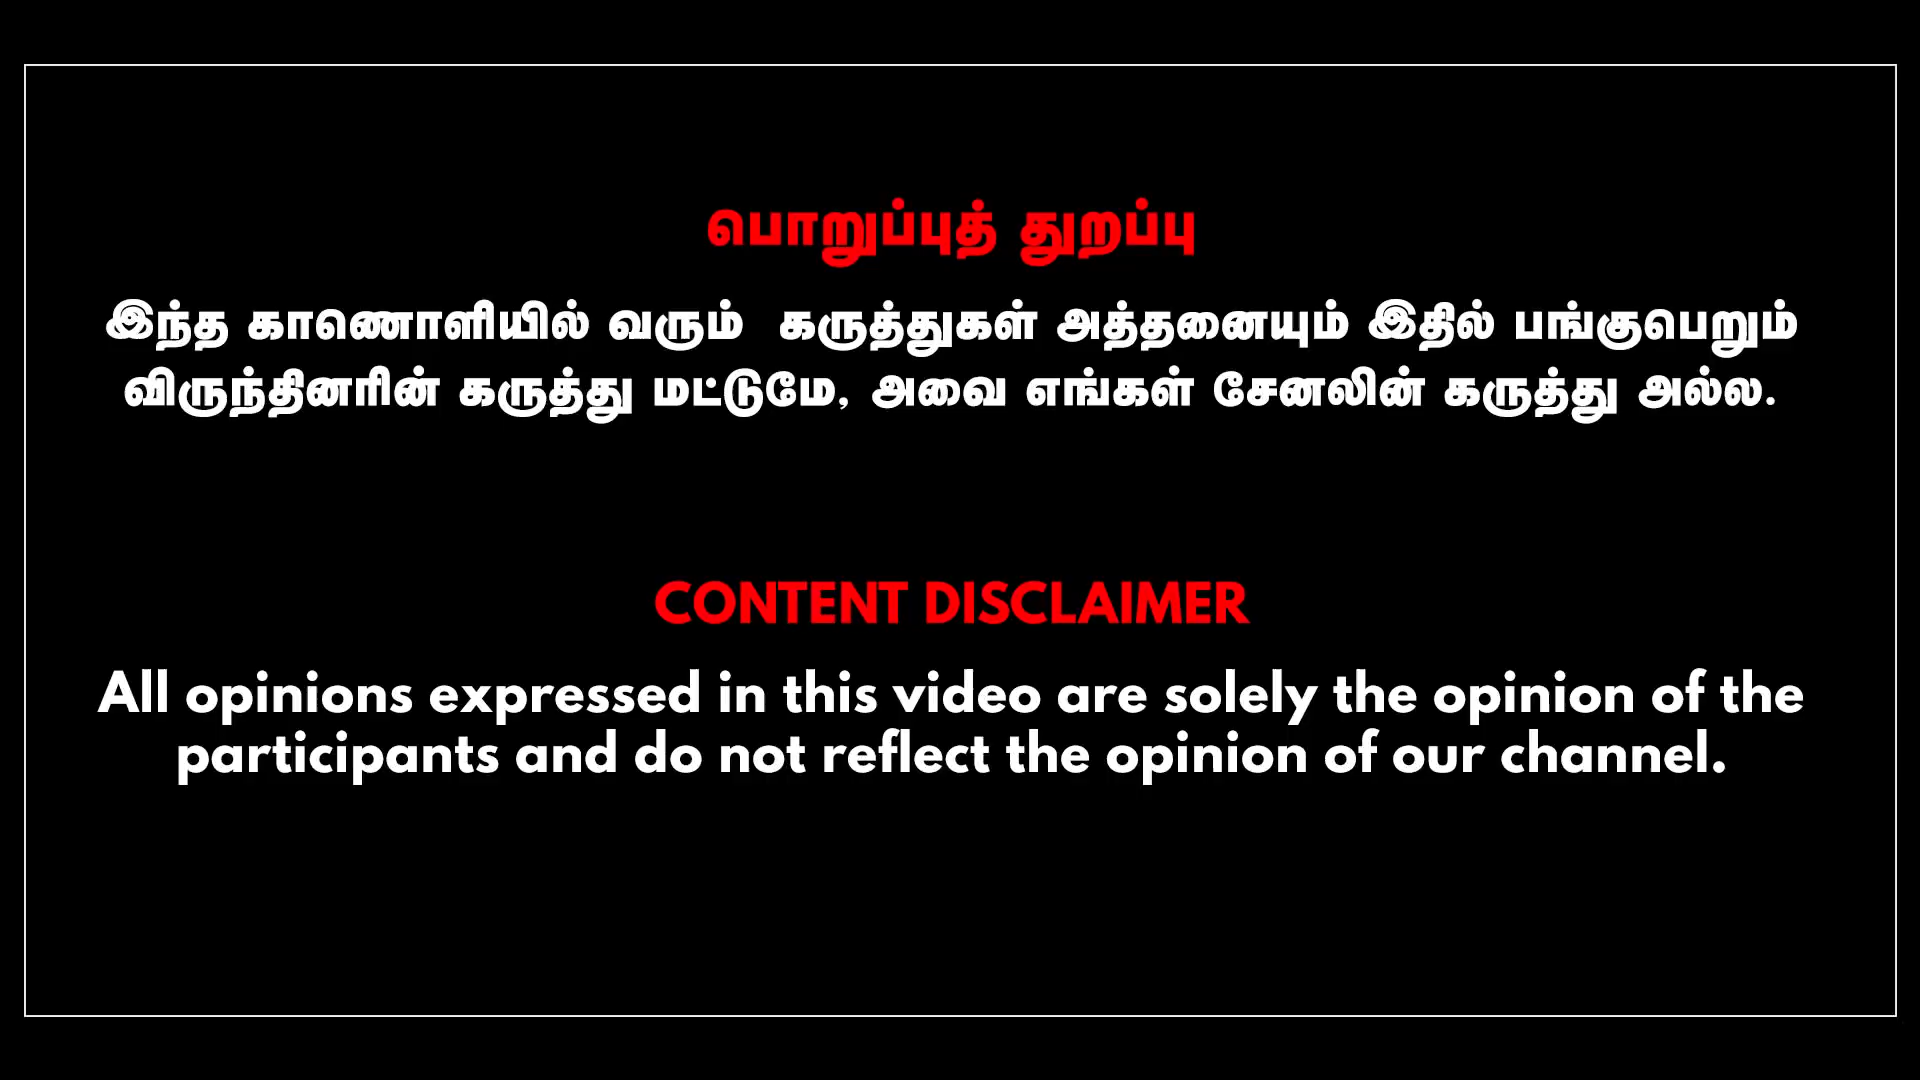 பொறுப்புத் துறப்பு
இந்த காணொளியில் வரும் கருத்துகள் அத்தனையும் இதில் பங்குபெறும்
விருந்தினரின் கருத்து மட்டுமே, அவை எங்கள் சேனலின் கருத்து அல்ல.
CONTENT DISCLAIMER
All opinions expressed in this video are solely the opinion of the
participants and do not reflect the opinion of our channel.